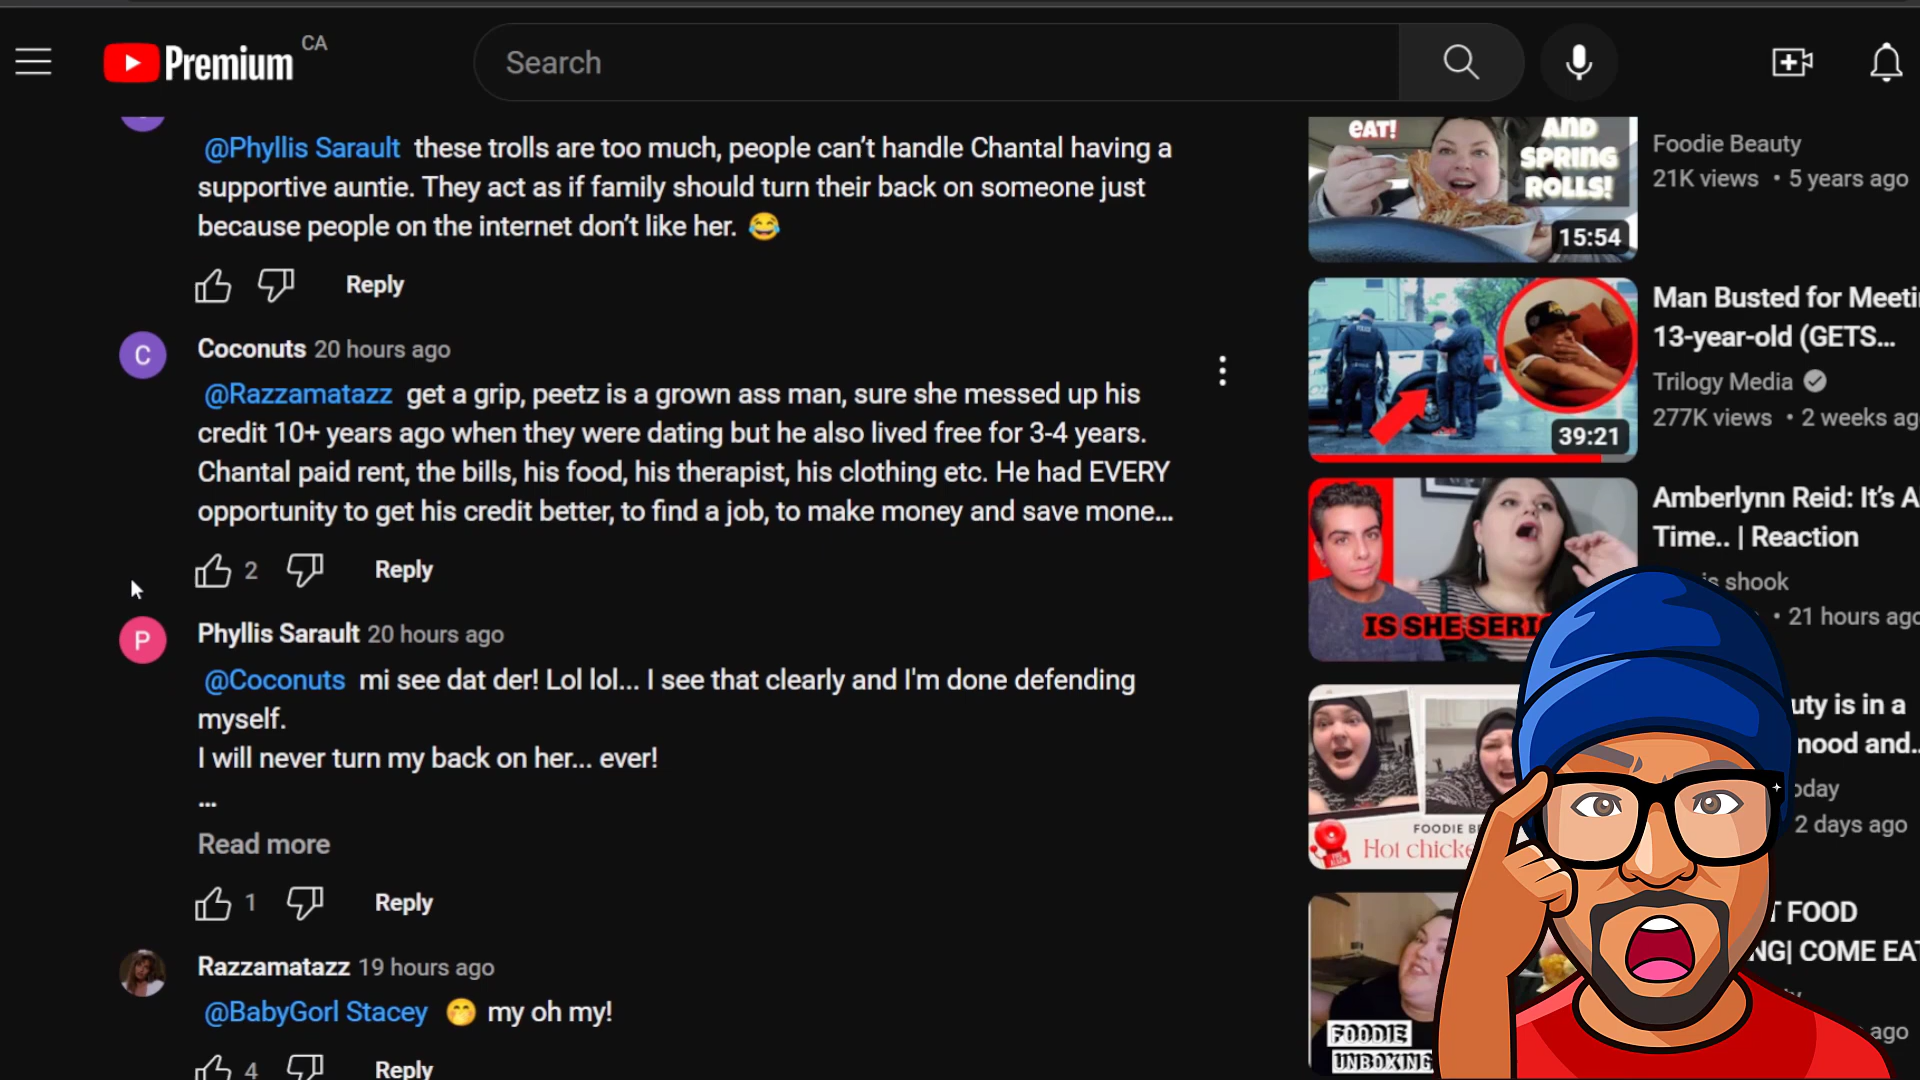 Premium CA
Search
@Phyllis Sarault these trolls are too much, people can’t handle Chantal having a
supportive auntie. They act as if family should turn their back on someone just
because people on the internet don’t like her. 😂
Reply
Coconuts 20 hours ago
@Razzamatazz get a grip, peetz is a grown ass man, sure she messed up his
credit 10+ years ago when they were dating but he also lived free for 3-4 years.
Chantal paid rent, the bills, his food, his therapist, his clothing etc. He had EVERY
opportunity to get his credit better, to find a job, to make money and save mone...
2 Reply
Phyllis Sarault 20 hours ago
@Coconuts mi see dat der! Lol lol... I see that clearly and I'm done defending
myself.
I will never turn my back on her... ever!
...
Read more
1 Reply
Razzamatazz 19 hours ago
@BabyGorl Stacey 🤭 my oh my!
4 Reply
C
P
EAT!
AND
SPRING
ROLLS!
15:54
Foodie Beauty
21K views • 5 years ago
39:21
Man Busted for Meeti
13-year-old (GETS...
Trilogy Media
277K views • 2 weeks ag
IS SHE SERI
Amberlynn Reid: It’s A
Time.. | Reaction
is shook
• 21 hours ago
FOODIE B
Hot chicke
uty is in a
mood and..
oday
2 days ago
FOODIE
UNBOXING
T FOOD
NG| COME EAT
ago